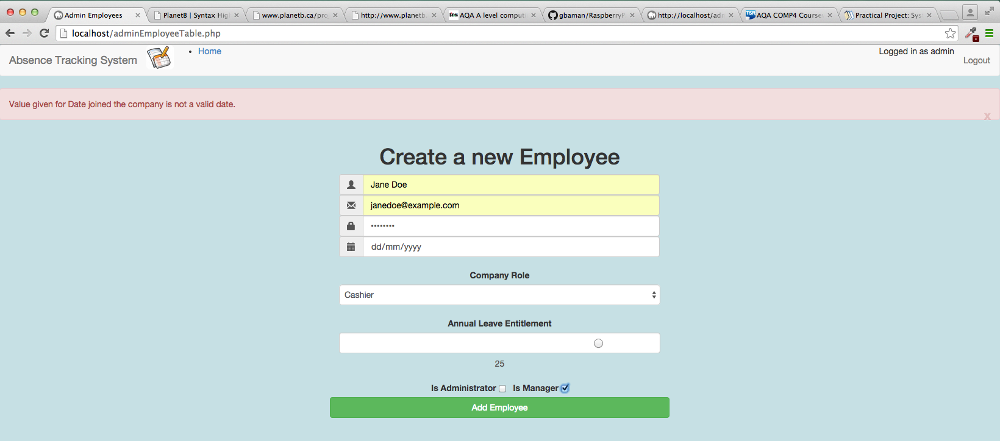 Admin Employees
PlanetB | Syntax Hig
www.planetb.ca/pro
http://www.planetb.
tes AQA A level comput
gbaman/RaspberryP
http://localhost/adm
TSR AQA COMP4 Course
Practical Project: Sys
localhost/adminEmployeeTable.php
Absence Tracking System
Home
Logged in as admin
Logout
Value given for Date joined the company is not a valid date.
x
Create a new Employee
Jane Doe
janedoe@example.com
••••••••
dd/mm/yyyy
Company Role
Cashier
Annual Leave Entitlement
25
Is Administrator Is Manager
Add Employee